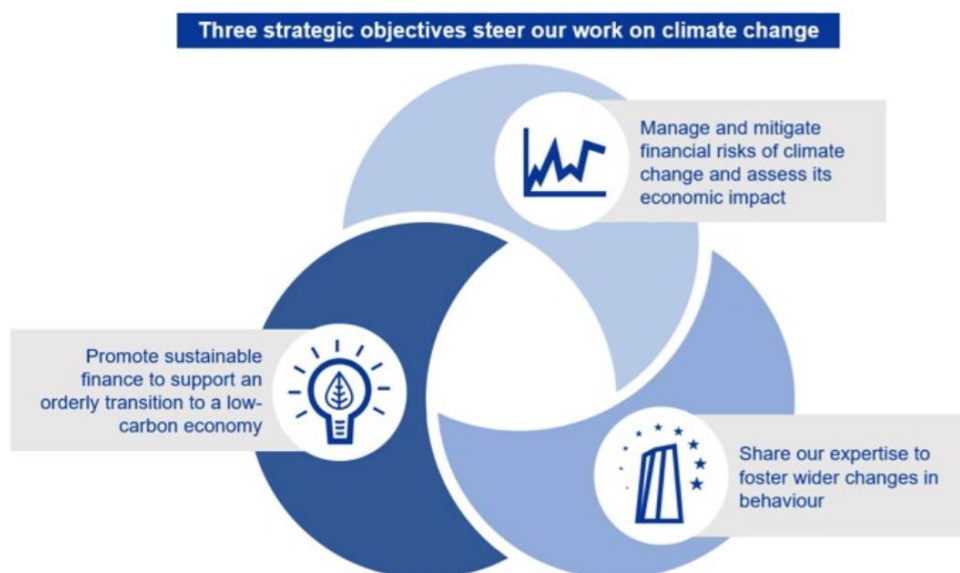 Three strategic objectives steer our work on climate change
Manage and mitigate
financial risks of climate
change and assess its
economic impact
Promote sustainable
finance to support an
orderly transition to a low-
carbon economy
Share our expertise to
foster wider changes in
behaviour